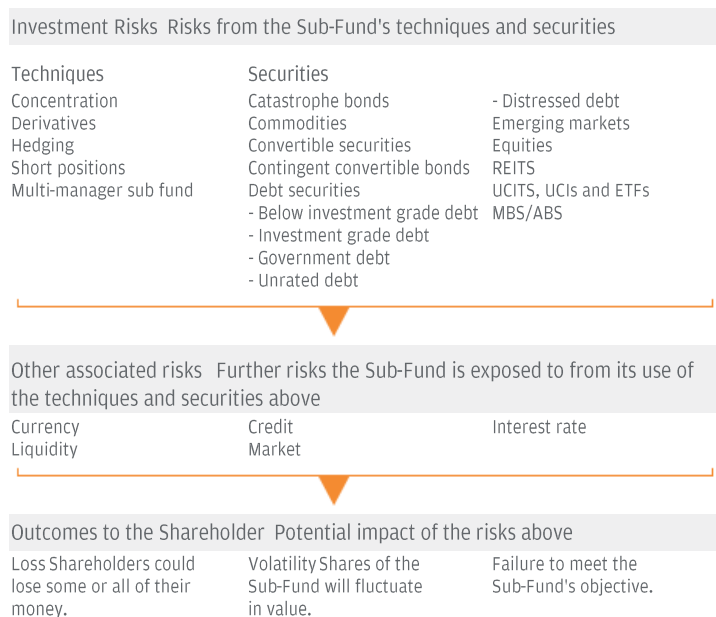 Investment Risks Risks from the Sub-Fund's techniques and securities
Techniques
Concentration
Derivatives
Hedging
Short positions
Multi-manager sub fund
Securities
Catastrophe bonds
Commodities
Convertible securities
Contingent convertible bonds
Debt securities
- Below investment grade debt
- Investment grade debt
- Government debt
- Unrated debt
- Distressed debt
Emerging markets
Equities
REITS
UCITS, UCIs and ETFs
MBS/ABS
Other associated risks Further risks the Sub-Fund is exposed to from its use of
the techniques and securities above
Currency
Liquidity
Credit
Market
Interest rate
Outcomes to the Shareholder Potential impact of the risks above
Loss Shareholders could
lose some or all of their
money.
Volatility Shares of the
Sub-Fund will fluctuate
in value.
Failure to meet the
Sub-Fund's objective.